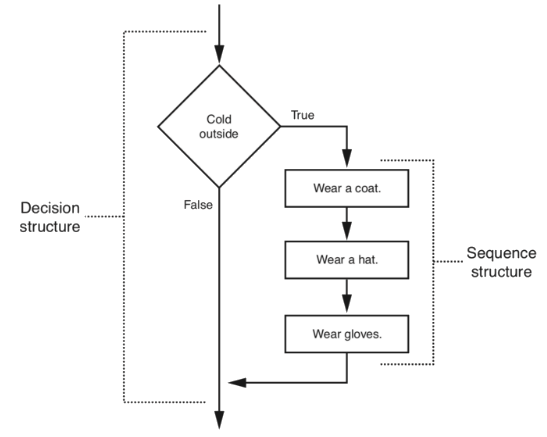 Cold
outside
True
False
Wear a coat.
Decision
structure
Wear a hat.
Sequence
structure
Wear gloves.